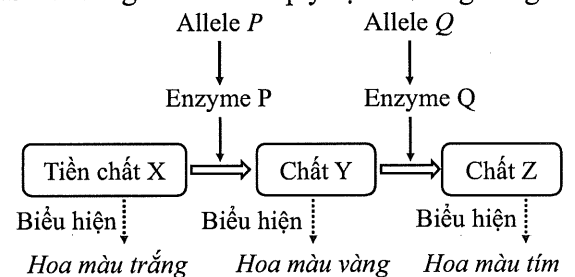 Allele P Allele Q
Enzyme P Enzyme Q
Tiền chất X Chất Y Chất Z
Biểu hiện Biểu hiện Biểu hiện
Hoa màu trắng Hoa màu vàng Hoa màu tím